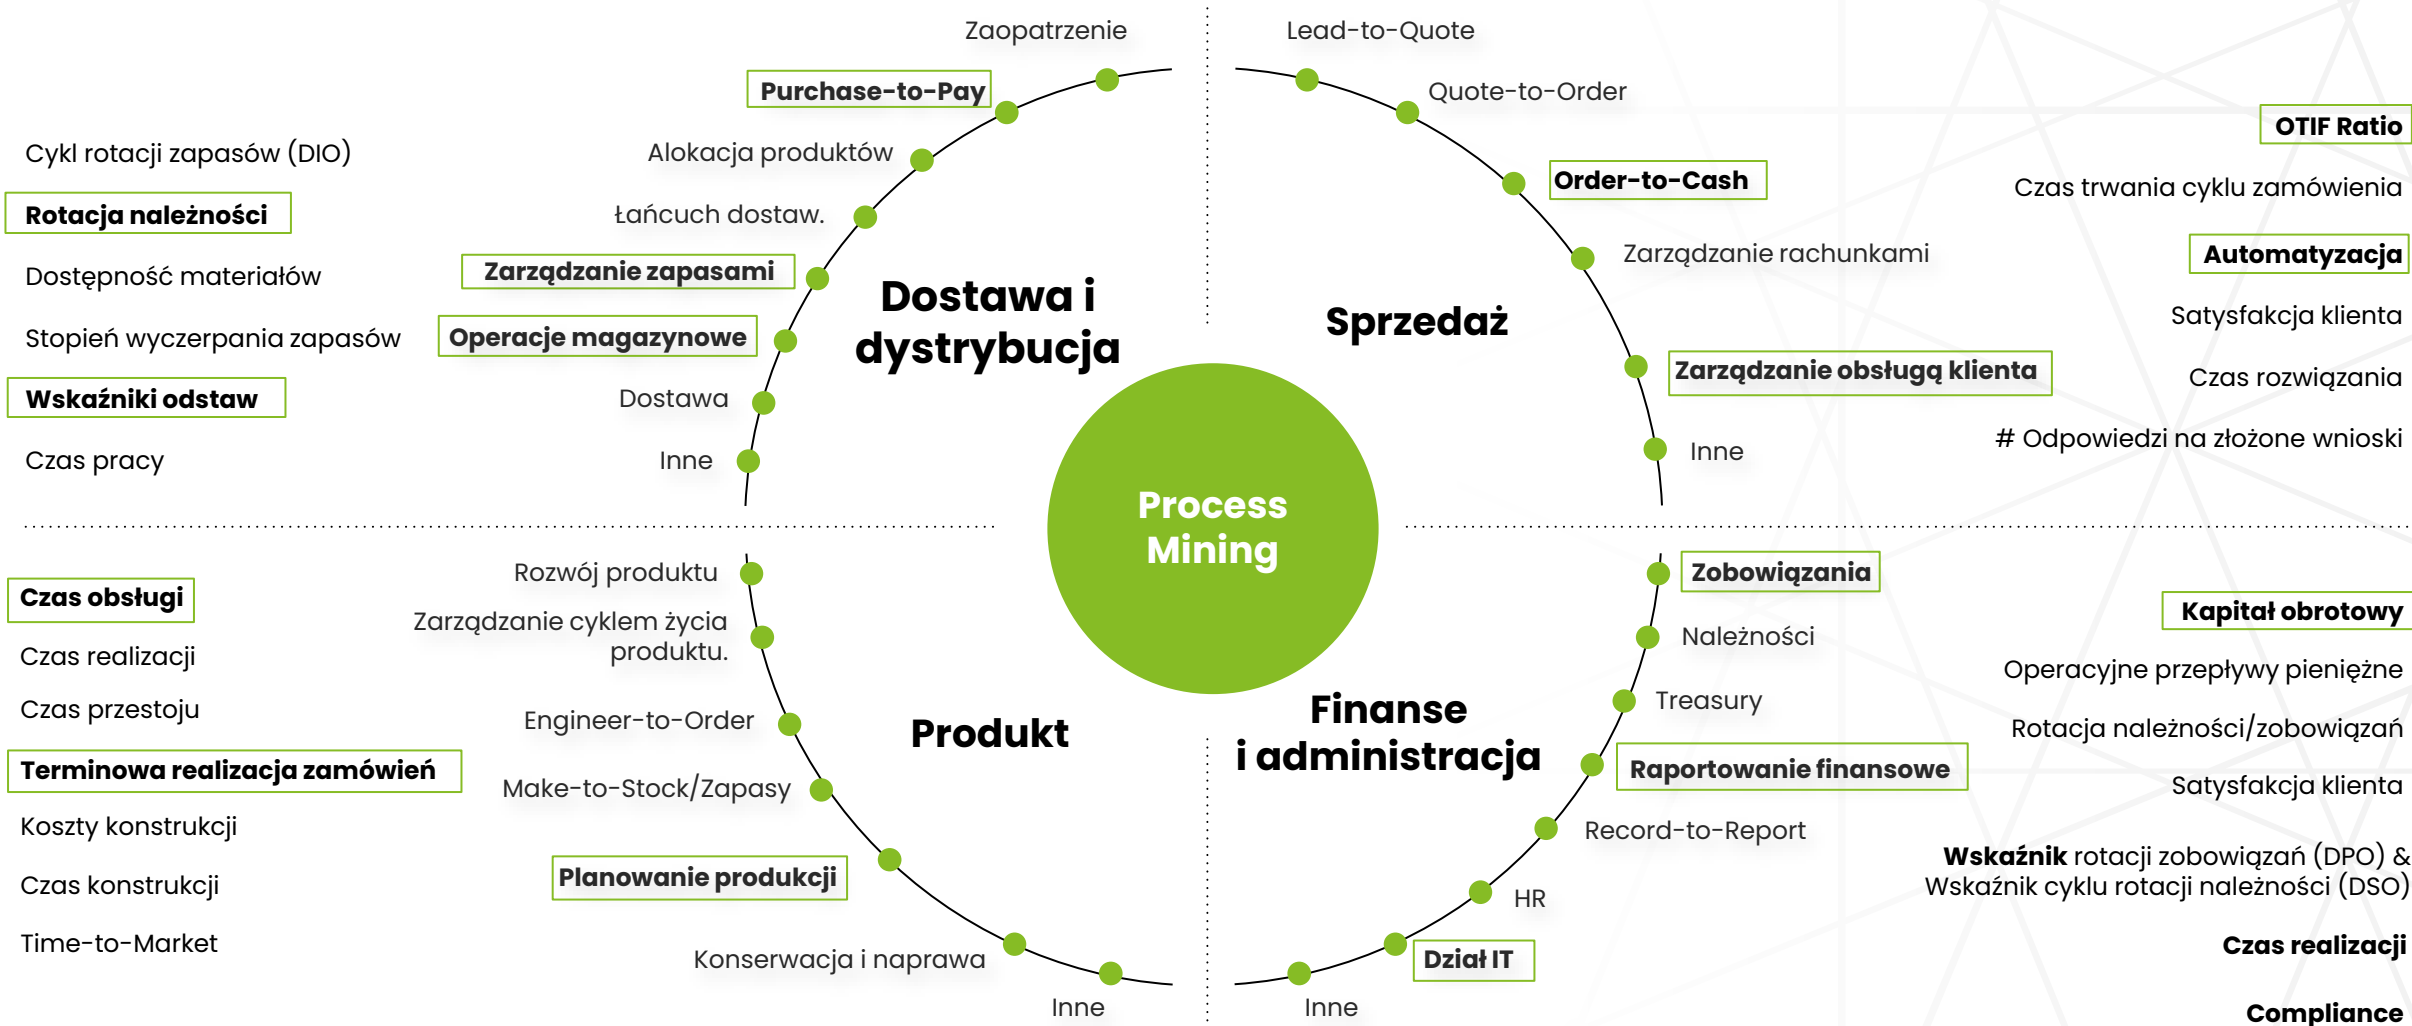 Zaopatrzenie
Purchase-to-Pay
Alokacja produktów
Łańcuch dostaw.
Zarządzanie zapasami
Operacje magazynowe
Dostawa
Inne
Cykl rotacji zapasów (DIO)
Rotacja należności
Dostępność materiałów
Stopień wyczerpania zapasów
Wskaźniki odstaw
Czas pracy
Dostawa i
dystrybucja
Lead-to-Quote
Quote-to-Order
Order-to-Cash
Zarządzanie rachunkami
Zarządzanie obsługą klienta
Inne
Sprzedaż
OTIF Ratio
Czas trwania cyklu zamówienia
Automatyzacja
Satysfakcja klienta
Czas rozwiązania
# Odpowiedzi na złożone wnioski
Process
Mining
Czas obsługi
Czas realizacji
Czas przestoju
Terminowa realizacja zamówień
Koszty konstrukcji
Czas konstrukcji
Time-to-Market
Rozwój produktu
Zarządzanie cyklem życia
produktu.
Engineer-to-Order
Make-to-Stock/Zapasy
Planowanie produkcji
Konserwacja i naprawa
Inne
Produkt
Finanse
i administracja
Zobowiązania
Należności
Treasury
Raportowanie finansowe
Record-to-Report
HR
Dział IT
Inne
Kapitał obrotowy
Operacyjne przepływy pieniężne
Rotacja należności/zobowiązań
Satysfakcja klienta
Wskaźnik rotacji zobowiązań (DPO) &
Wskaźnik cyklu rotacji należności (DSO)
Czas realizacji
Compliance